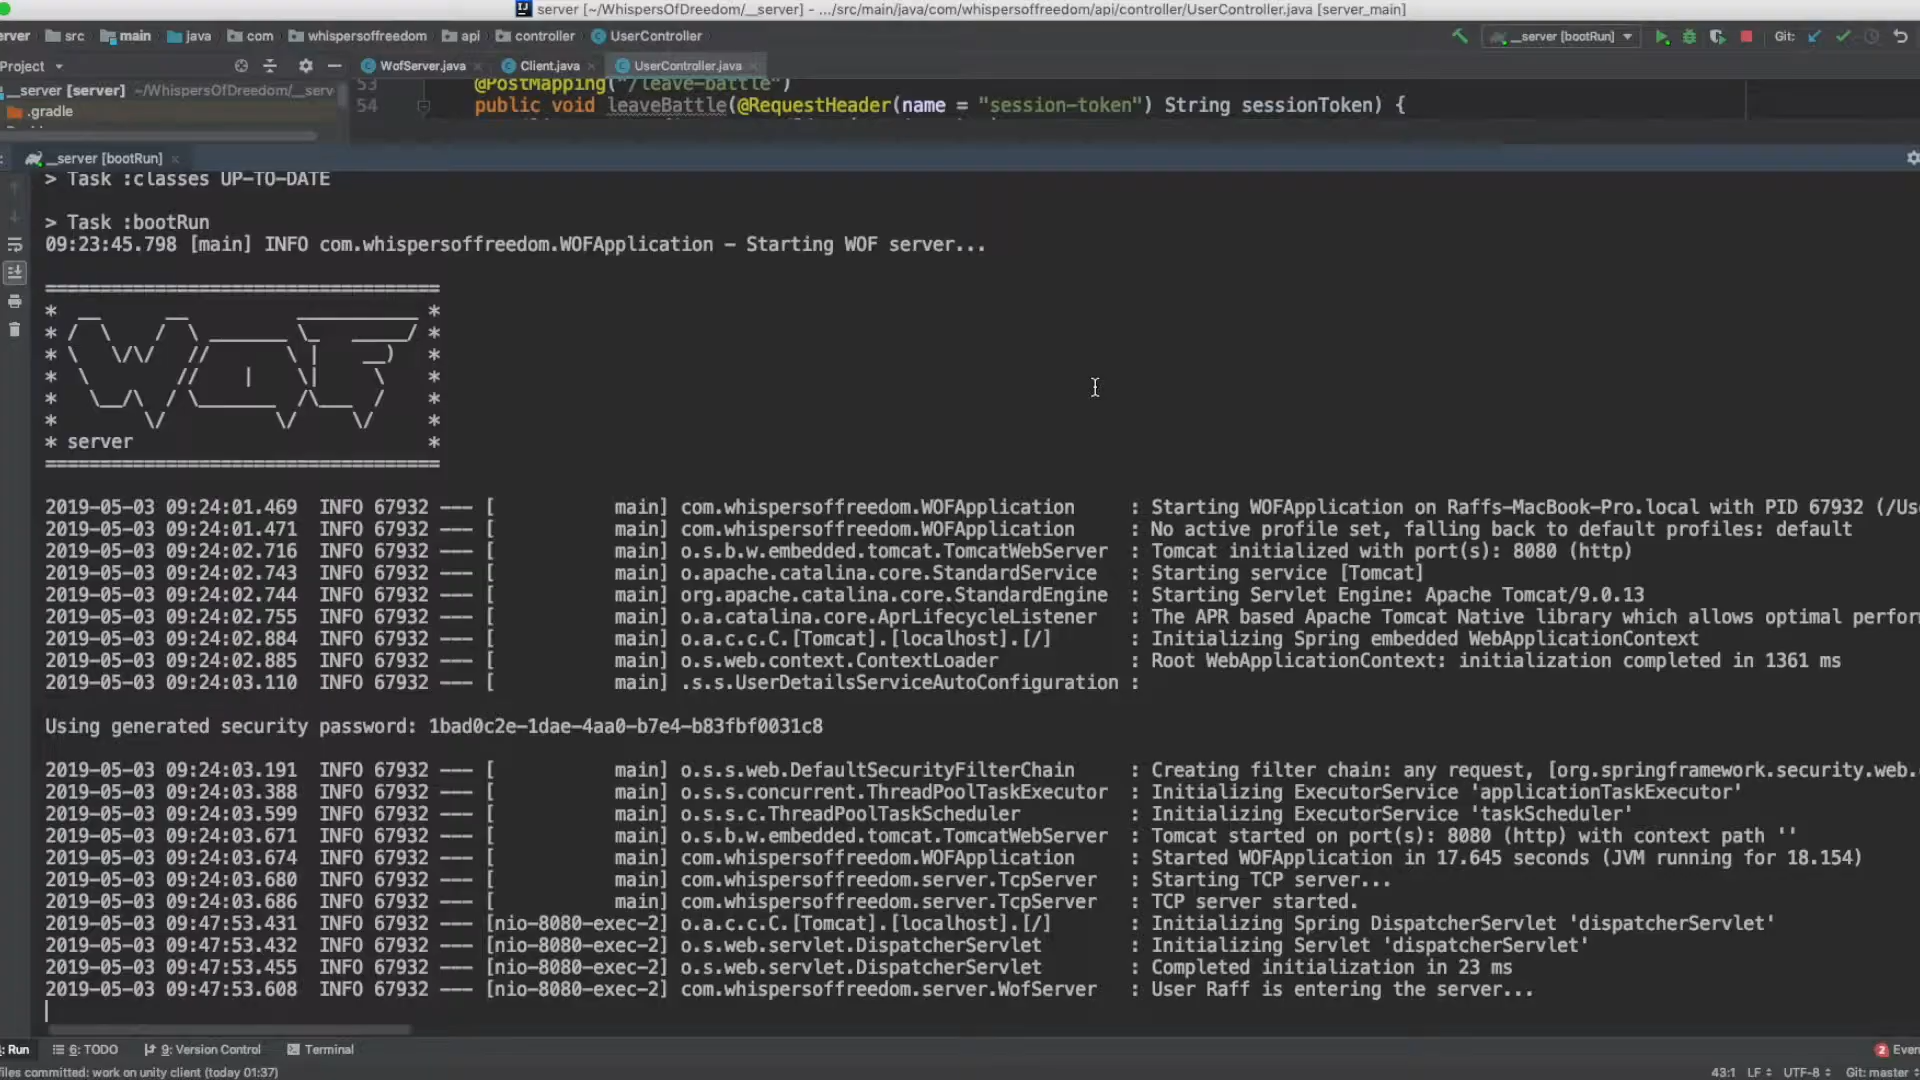 server [~/WhispersOfDreedom/__server] - .../src/main/java/com/whispersoffreedom/api/controller/UserController.java [server_main]
erver src main java com whispersoffreedom api controller UserController __server [bootRun] Git:
Project WofServer.java Client.java UserController.java
__server [server] ~/WhispersOfDreedom/__serv
.gradle
53 @PostMapping("/leave-battle")
54 public void leaveBattle(@RequestHeader(name = "session-token") String sessionToken) {
__server [bootRun]
> Task :classes UP-TO-DATE
> Task :bootRun
09:23:45.798 [main] INFO com.whispersoffreedom.WOFApplication - Starting WOF server...
* server *
2019-05-03 09:24:01.469 INFO 67932 --- [ main] com.whispersoffreedom.WOFApplication : Starting WOFApplication on Raffs-MacBook-Pro.local with PID 67932 (/Us
2019-05-03 09:24:01.471 INFO 67932 --- [ main] com.whispersoffreedom.WOFApplication : No active profile set, falling back to default profiles: default
2019-05-03 09:24:02.716 INFO 67932 --- [ main] o.s.b.w.embedded.tomcat.TomcatWebServer : Tomcat initialized with port(s): 8080 (http)
2019-05-03 09:24:02.743 INFO 67932 --- [ main] o.apache.catalina.core.StandardService : Starting service [Tomcat]
2019-05-03 09:24:02.744 INFO 67932 --- [ main] org.apache.catalina.core.StandardEngine : Starting Servlet Engine: Apache Tomcat/9.0.13
2019-05-03 09:24:02.755 INFO 67932 --- [ main] o.a.catalina.core.AprLifecycleListener : The APR based Apache Tomcat Native library which allows optimal perfor
2019-05-03 09:24:02.884 INFO 67932 --- [ main] o.a.c.c.C.[Tomcat].[localhost].[/] : Initializing Spring embedded WebApplicationContext
2019-05-03 09:24:02.885 INFO 67932 --- [ main] o.s.web.context.ContextLoader : Root WebApplicationContext: initialization completed in 1361 ms
2019-05-03 09:24:03.110 INFO 67932 --- [ main] .s.s.UserDetailsServiceAutoConfiguration :
Using generated security password: 1bad0c2e-1dae-4aa0-b7e4-b83fbf0031c8
2019-05-03 09:24:03.191 INFO 67932 --- [ main] o.s.s.web.DefaultSecurityFilterChain : Creating filter chain: any request, [org.springframework.security.web.
2019-05-03 09:24:03.388 INFO 67932 --- [ main] o.s.s.concurrent.ThreadPoolTaskExecutor : Initializing ExecutorService 'applicationTaskExecutor'
2019-05-03 09:24:03.599 INFO 67932 --- [ main] o.s.s.c.ThreadPoolTaskScheduler : Initializing ExecutorService 'taskScheduler'
2019-05-03 09:24:03.671 INFO 67932 --- [ main] o.s.b.w.embedded.tomcat.TomcatWebServer : Tomcat started on port(s): 8080 (http) with context path ''
2019-05-03 09:24:03.674 INFO 67932 --- [ main] com.whispersoffreedom.WOFApplication : Started WOFApplication in 17.645 seconds (JVM running for 18.154)
2019-05-03 09:24:03.680 INFO 67932 --- [ main] com.whispersoffreedom.server.TcpServer : Starting TCP server...
2019-05-03 09:24:03.686 INFO 67932 --- [ main] com.whispersoffreedom.server.TcpServer : TCP server started.
2019-05-03 09:47:53.431 INFO 67932 --- [nio-8080-exec-2] o.a.c.c.C.[Tomcat].[localhost].[/] : Initializing Spring DispatcherServlet 'dispatcherServlet'
2019-05-03 09:47:53.432 INFO 67932 --- [nio-8080-exec-2] o.s.web.servlet.DispatcherServlet : Initializing Servlet 'dispatcherServlet'
2019-05-03 09:47:53.455 INFO 67932 --- [nio-8080-exec-2] o.s.web.servlet.DispatcherServlet : Completed initialization in 23 ms
2019-05-03 09:47:53.608 INFO 67932 --- [nio-8080-exec-2] com.whispersoffreedom.server.WofServer : User Raff is entering the server...
: Run 6: TODO 9: Version Control Terminal 2 Even
files committed: work on unity client (today 01:37) 43:1 LF UTF-8 Git: master